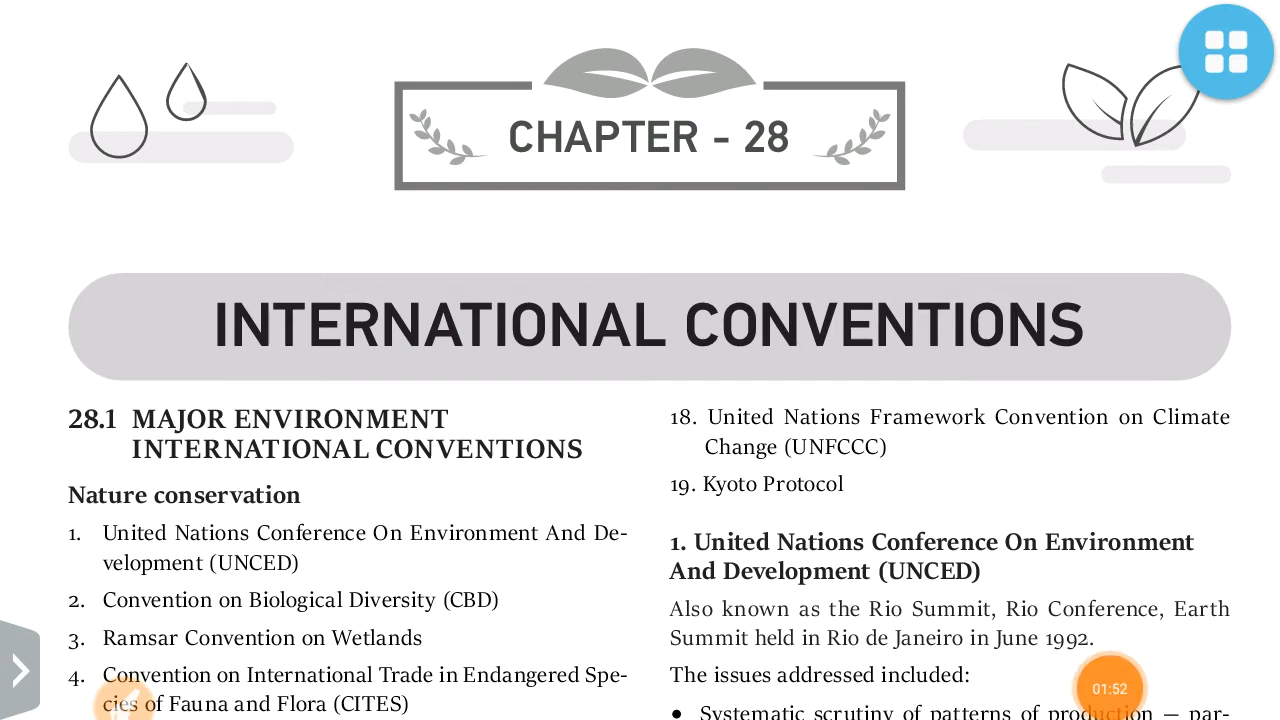 CHAPTER - 28
INTERNATIONAL CONVENTIONS
28.1 MAJOR ENVIRONMENT
INTERNATIONAL CONVENTIONS
Nature conservation
1. United Nations Conference On Environment And De-
velopment (UNCED)
2. Convention on Biological Diversity (CBD)
3. Ramsar Convention on Wetlands
4. Convention on International Trade in Endangered Spe-
cies of Fauna and Flora (CITES)
18. United Nations Framework Convention on Climate
Change (UNFCCC)
19. Kyoto Protocol
1. United Nations Conference On Environment
And Development (UNCED)
Also known as the Rio Summit, Rio Conference, Earth
Summit held in Rio de Janeiro in June 1992.
The issues addressed included:
• Systematic scrutiny of patterns of production — par-
01:52